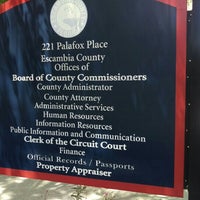 221 Palafox Place
Escambia County
Offices of
Board of County Commissioners
County Administrator
County Attorney
Administrative Services
Human Resources
Information Resources
Public Information and Communication
Clerk of the Circuit Court
Finance
Official Records / Passports
Property Appraiser